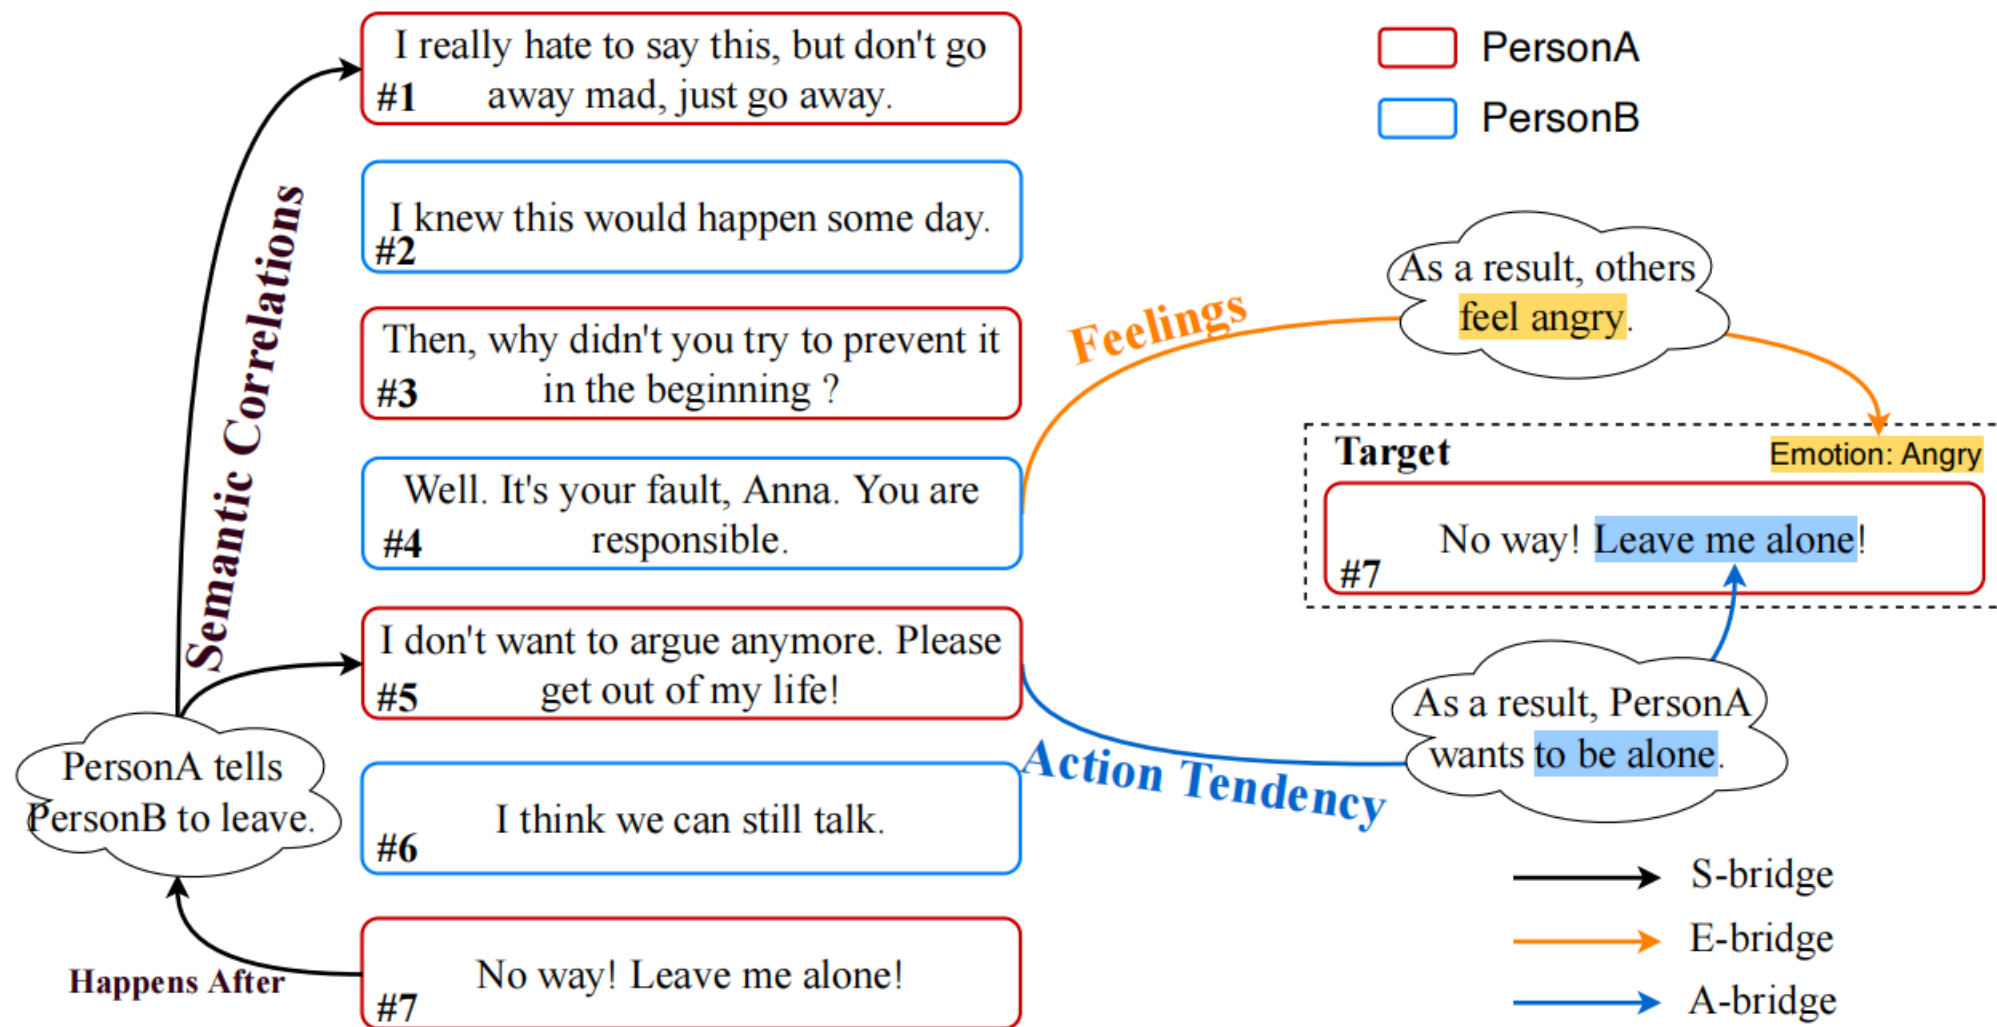 I really hate to say this, but don't go
away mad, just go away.
#1
I knew this would happen some day.
#2
Then, why didn't you try to prevent it
in the beginning ?
#3
Well. It's your fault, Anna. You are
responsible.
#4
I don't want to argue anymore. Please
get out of my life!
#5
I think we can still talk.
#6
No way! Leave me alone!
#7
Semantic Correlations
PersonA tells
PersonB to leave.
Happens After
PersonA
PersonB
Feelings
As a result, others
feel angry.
Target
Emotion: Angry
No way! Leave me alone!
#7
Action Tendency
As a result, PersonA
wants to be alone.
S-bridge
E-bridge
A-bridge